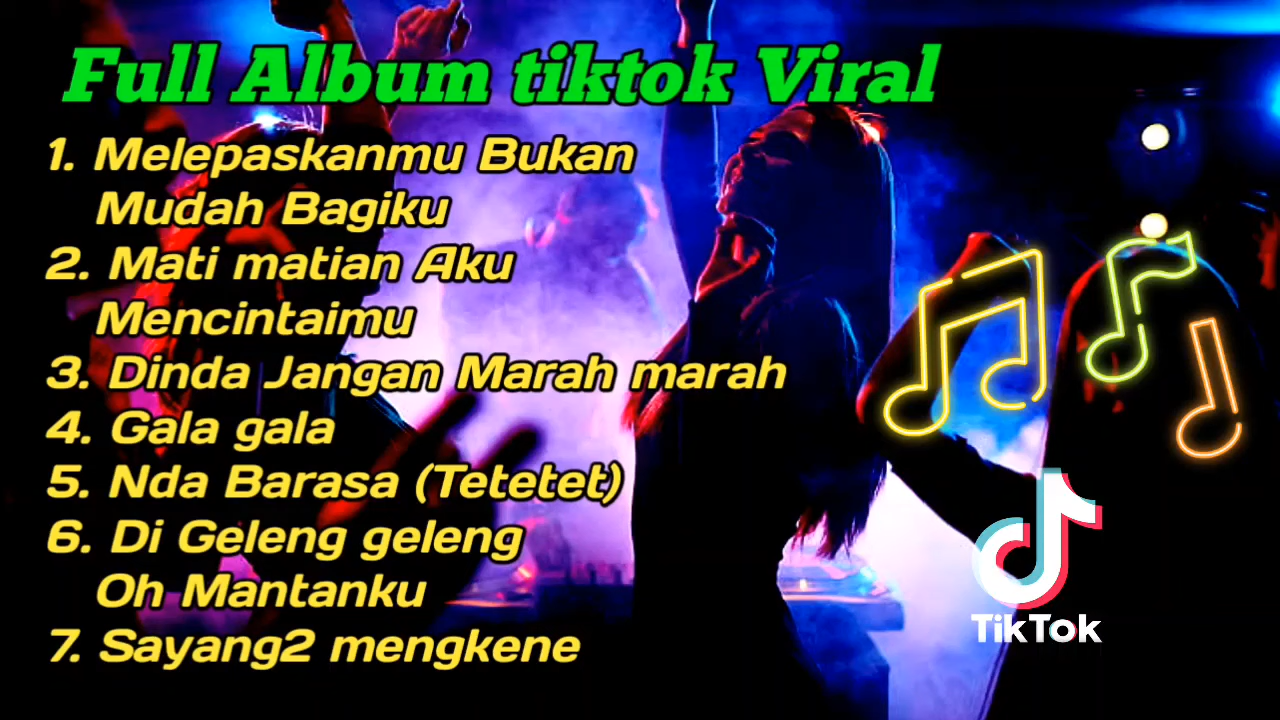 Full Album tiktok Viral
1. Melepaskanmu Bukan
Mudah Bagiku
2. Mati matian Aku
Mencintaimu
3. Dinda Jangan Marah marah
4. Gala gala
5. Nda Barasa (Tetetet)
6. Di Geleng geleng
Oh Mantanku
7. Sayang2 mengkene
TikTok